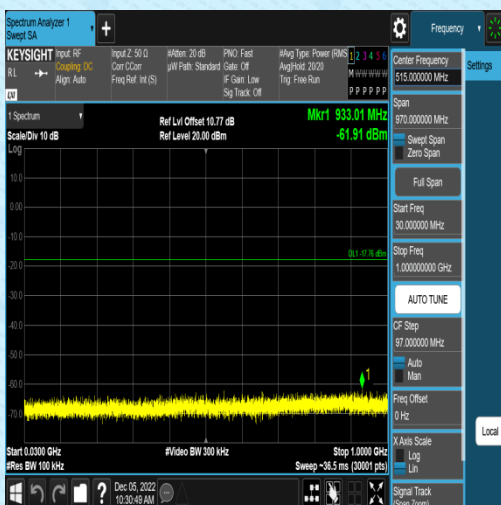 Spectrum Analyzer 1
Swept SA
+
Frequency
KEYSIGHT Input: RF
RL Coupling: DC
Align: Auto
Input Z: 50 Ω
Corr CCorr
Freq Ref: Int (S)
#Atten: 20 dB
µW Path: Standard
PNO: Fast
Gate: Off
IF Gain: Low
Sig Track: Off
#Avg Type: Power (RMS
Avg|Hold: 20/20
Trig: Free Run
1 2 3 4 5 6
M W W W W W
P P P P P P
LXI
1 Spectrum
Scale/Div 10 dB
Log
Ref Lvl Offset 10.77 dB
Ref Level 20.00 dBm
Mkr1 933.01 MHz
-61.91 dBm
10.0
0.00
-10.0
-20.0
-30.0
-40.0
-50.0
-60.0
-70.0
DL1 -17.76 dBm
1
Start 0.0300 GHz
#Res BW 100 kHz
#Video BW 300 kHz
Stop 1.0000 GHz
Sweep ~36.5 ms (30001 pts)
?
Dec 05, 2022
10:30:49 AM
Center Frequency
515.000000 MHz
Span
970.000000 MHz
Swept Span
Zero Span
Full Span
Start Freq
30.000000 MHz
Stop Freq
1.000000000 GHz
AUTO TUNE
CF Step
97.000000 MHz
Auto
Man
Freq Offset
0 Hz
X Axis Scale
Log
Lin
Signal Track
(Span Zoom)
Settings
Local